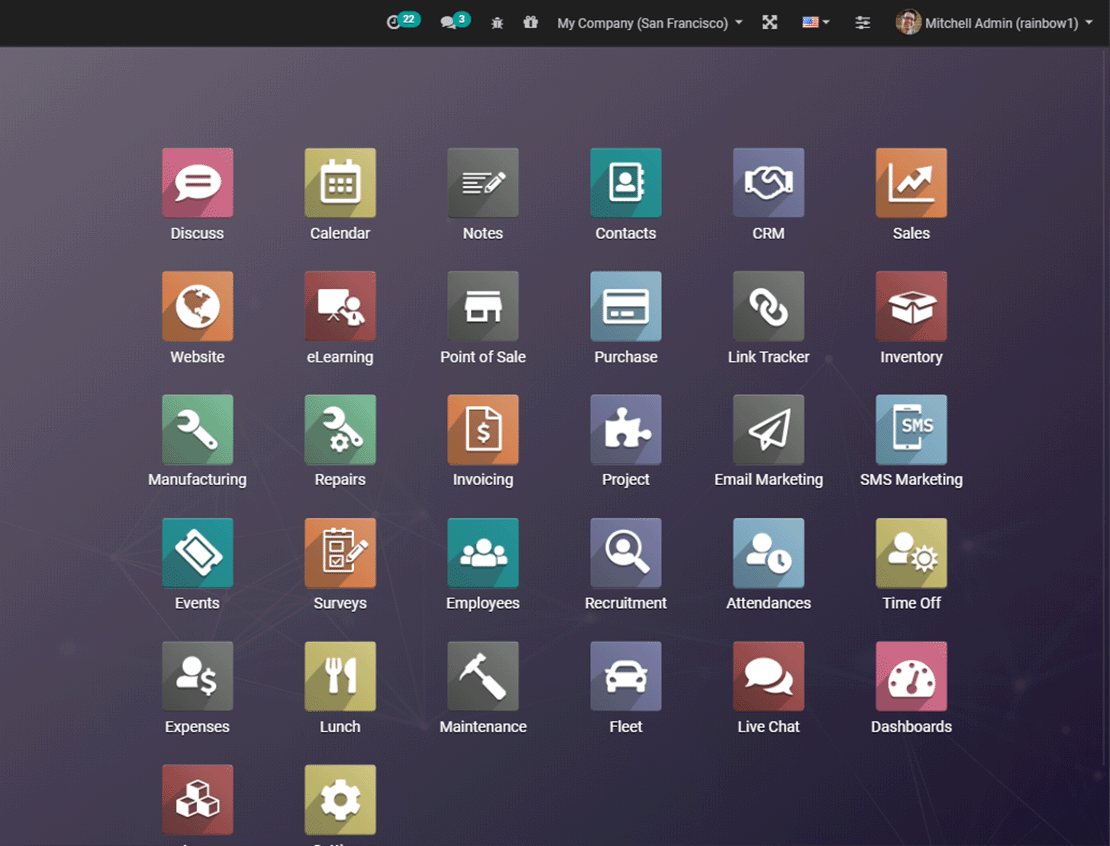 22 3 My Company (San Francisco) Mitchell Admin (rainbow1)
Discuss Calendar Notes Contacts CRM Sales
Website eLearning Point of Sale Purchase Link Tracker Inventory
SMS
Manufacturing Repairs Invoicing Project Email Marketing SMS Marketing
Events Surveys Employees Recruitment Attendances Time Off
Expenses Lunch Maintenance Fleet Live Chat Dashboards